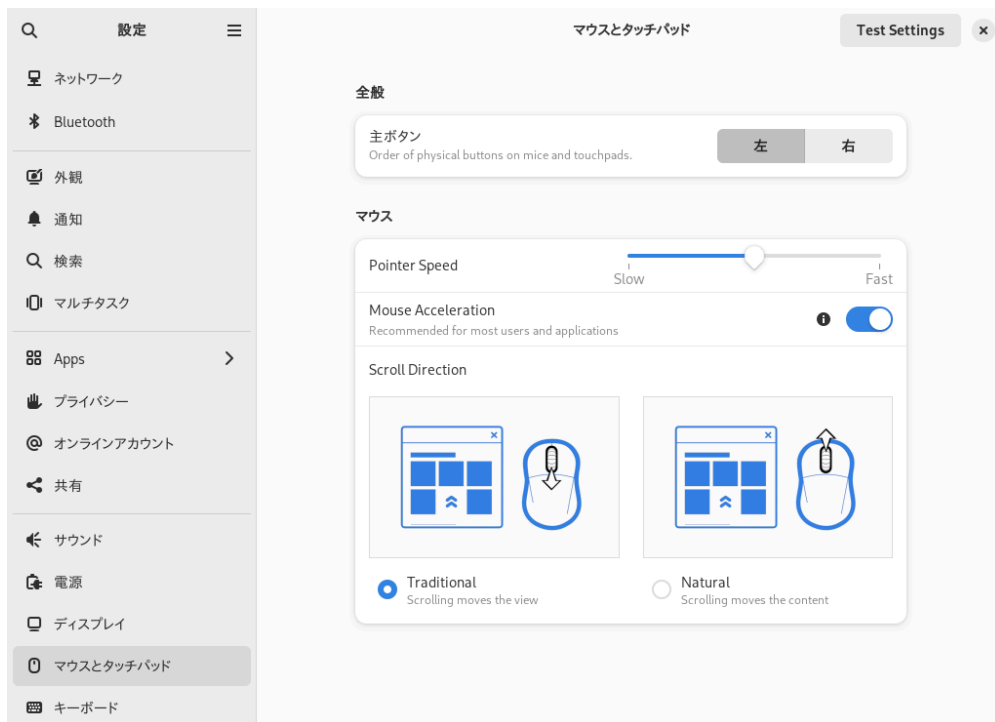 設定
ネットワーク
Bluetooth
外観
通知
検索
マルチタスク
Apps
プライバシー
オンラインアカウント
共有
サウンド
電源
ディスプレイ
マウスとタッチパッド
キーボード
マウスとタッチパッド
Test Settings
全般
主ボタン
Order of physical buttons on mice and touchpads.
左
右
マウス
Pointer Speed
Slow
Fast
Mouse Acceleration
Recommended for most users and applications
Scroll Direction
Traditional
Scrolling moves the view
Natural
Scrolling moves the content